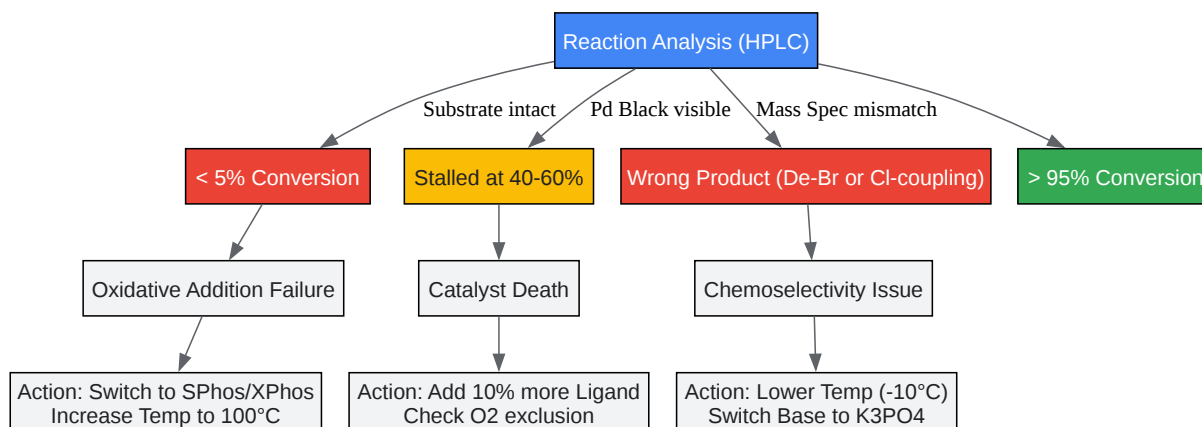 Reaction Analysis (HPLC)
Substrate intact
Pd Black visible
Mass Spec mismatch
< 5% Conversion
Stalled at 40-60%
Wrong Product (De-Br or Cl-coupling)
> 95% Conversion
Oxidative Addition Failure
Catalyst Death
Chemoselectivity Issue
Action: Switch to SPhos/XPhos
Increase Temp to 100°C
Action: Add 10% more Ligand
Check O2 exclusion
Action: Lower Temp (-10°C)
Switch Base to K3PO4